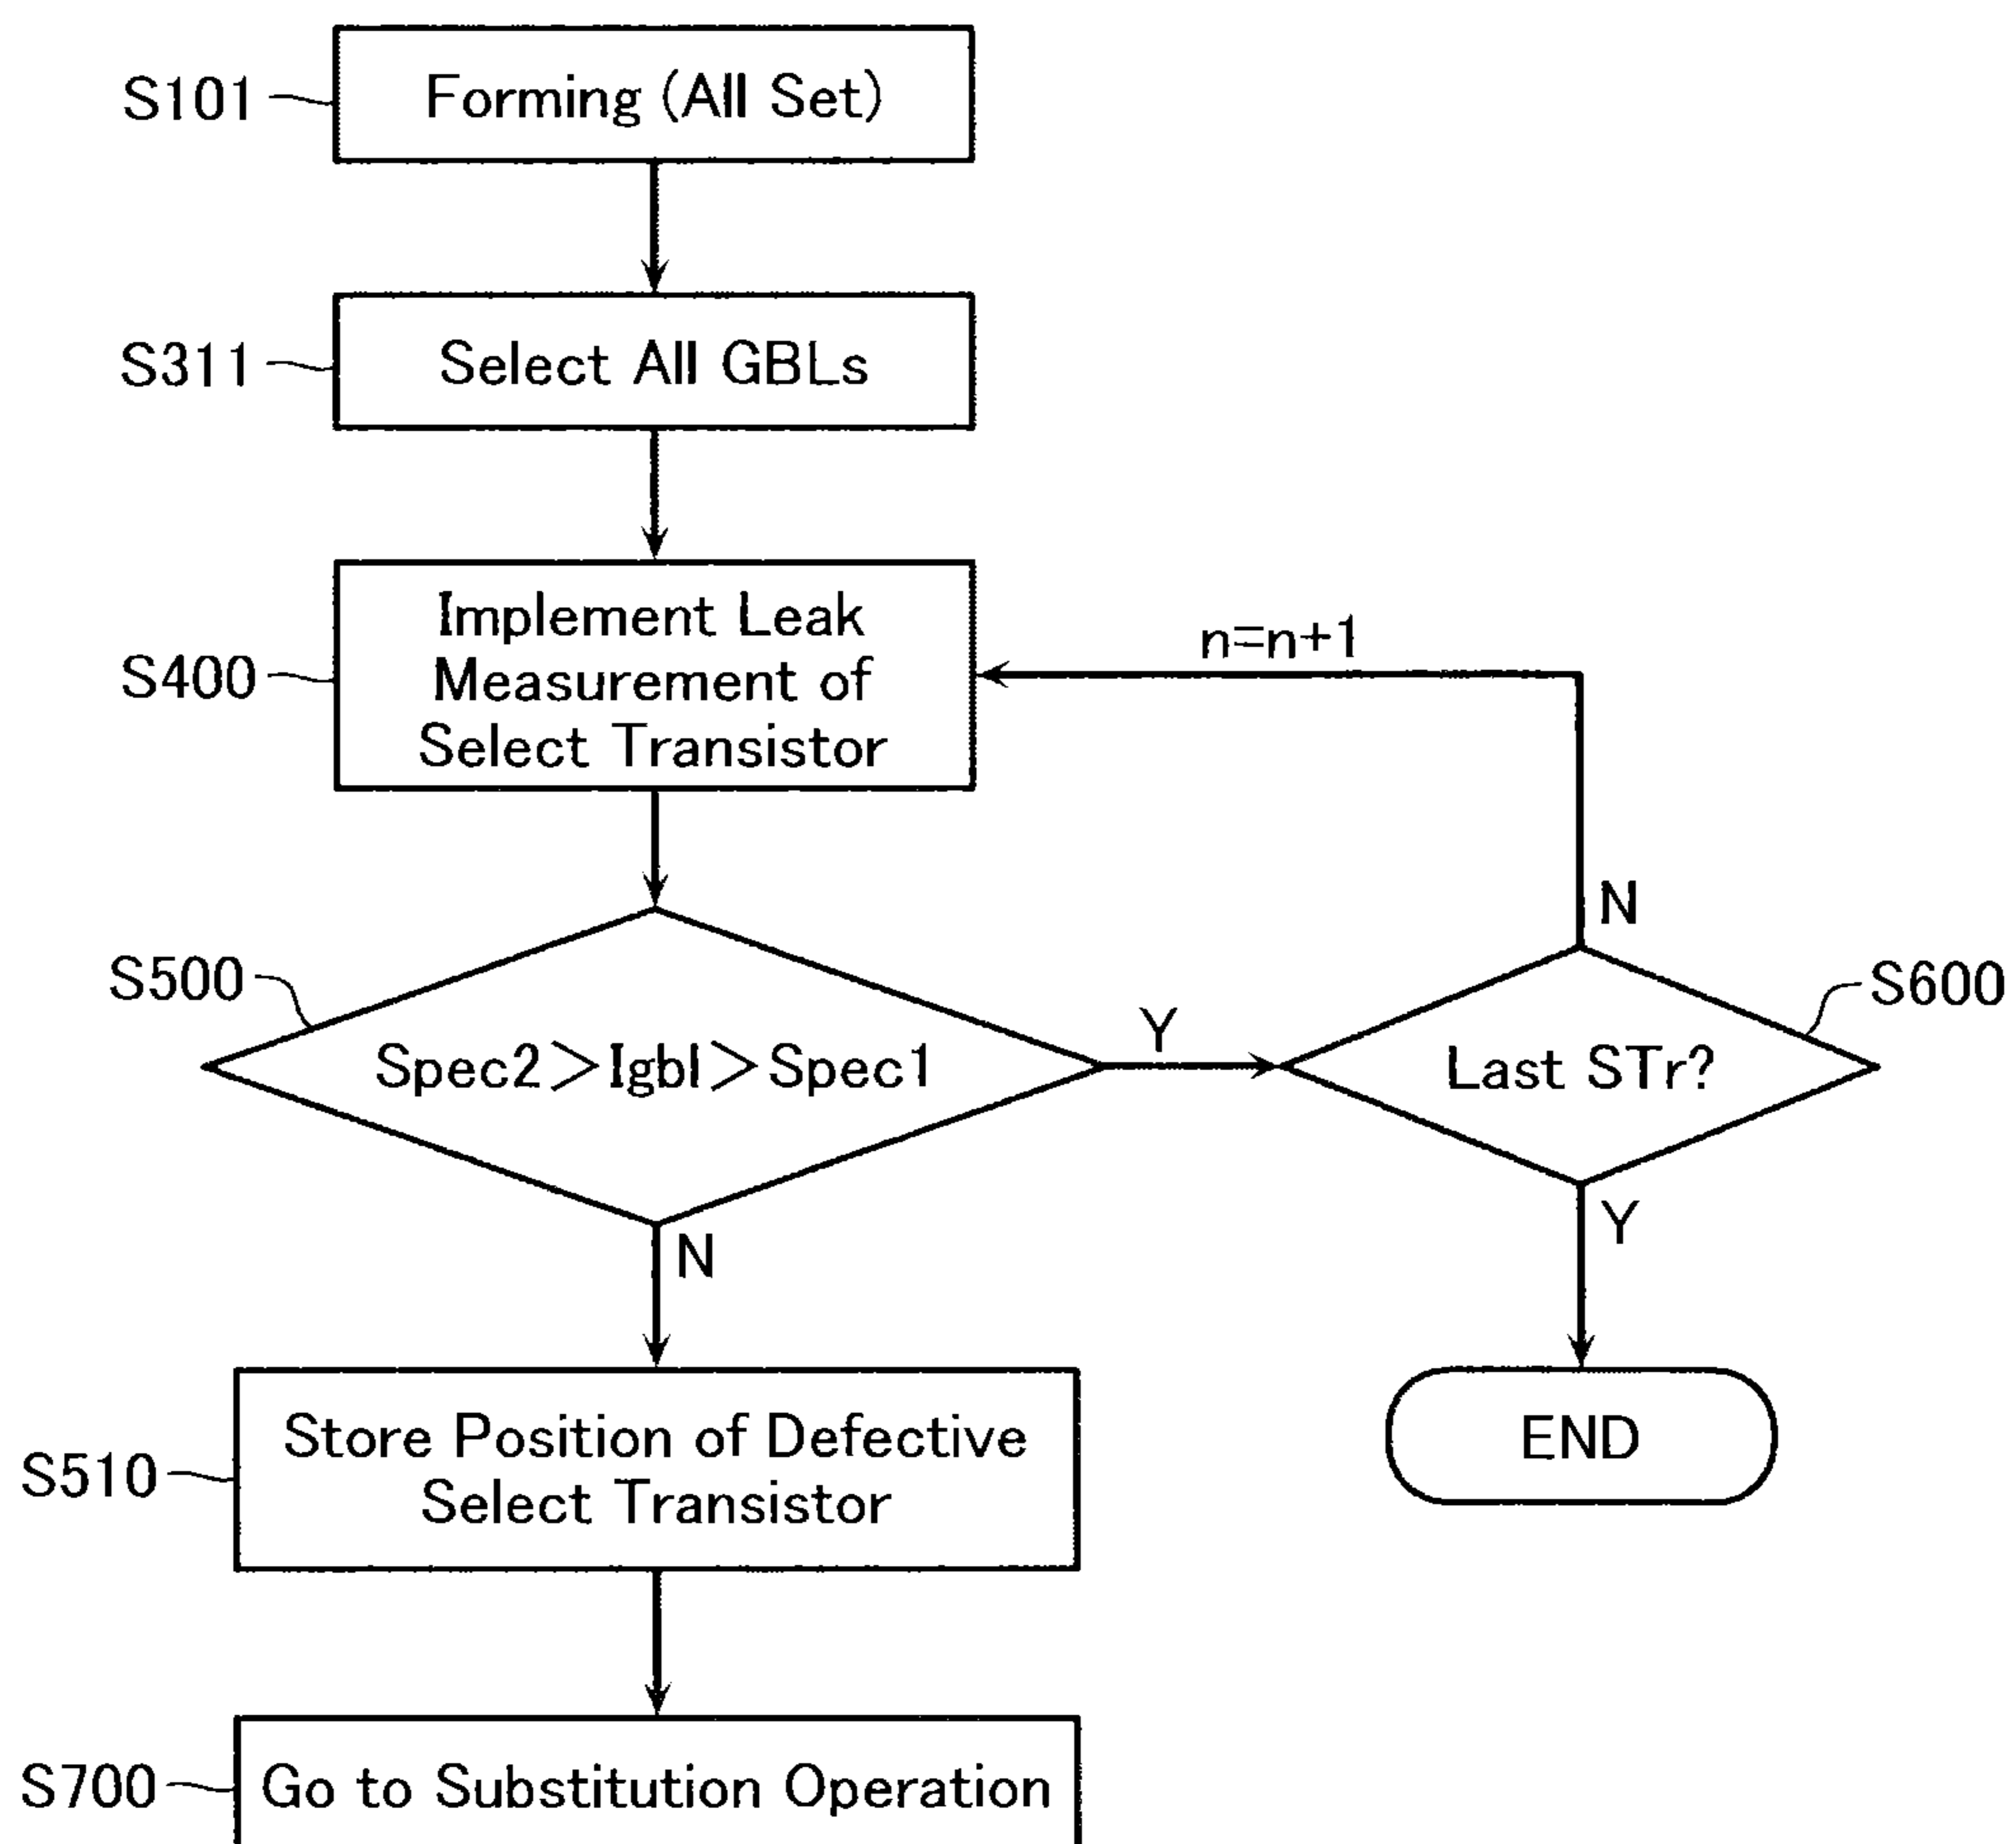 S101
Forming (All Set)
S311
Select All GBLs
S400
Implement Leak
Measurement of
Select Transistor
n=n+1
S500
Spec2>Igbl>Spec1
Y
N
S600
Last STr?
N
Y
END
S510
Store Position of Defective
Select Transistor
S700
Go to Substitution Operation